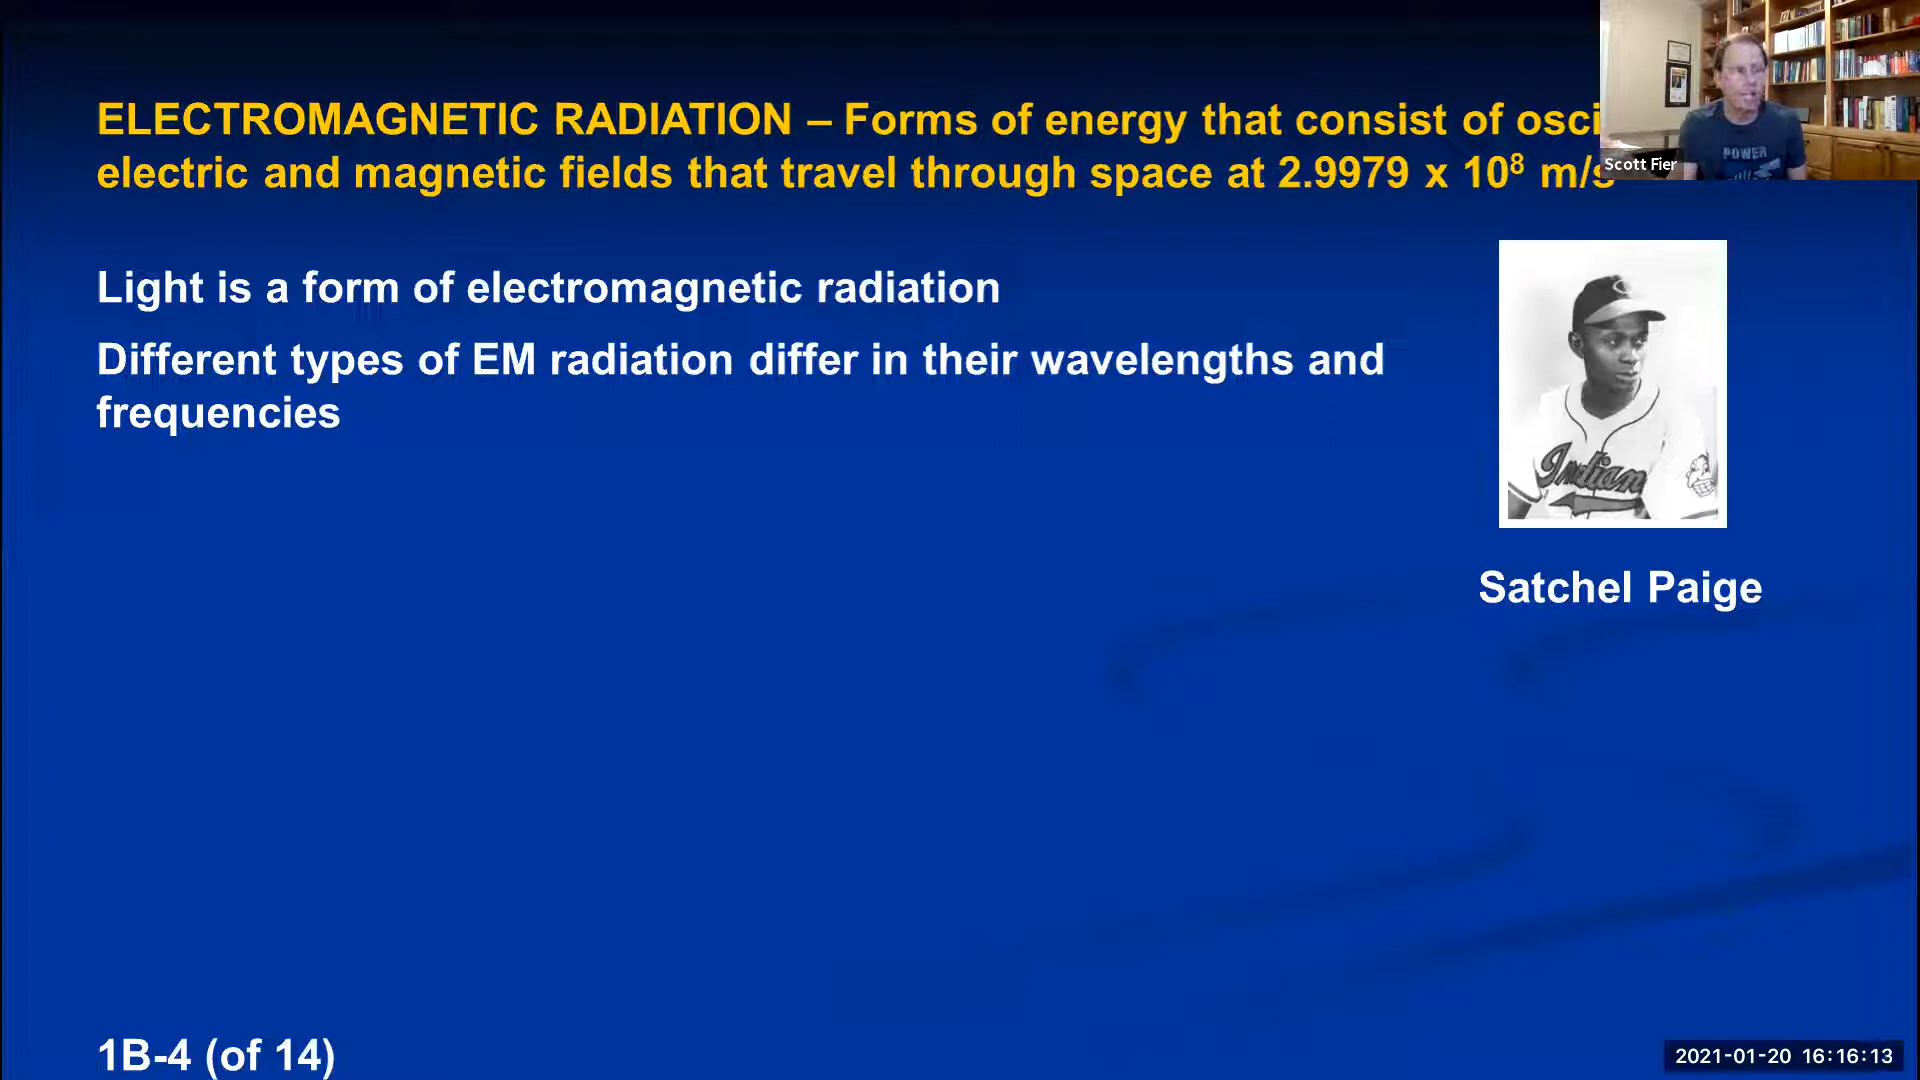 ELECTROMAGNETIC RADIATION – Forms of energy that consist of osci
electric and magnetic fields that travel through space at 2.9979 x 10⁸ m/s
Scott Fier
POWER
Light is a form of electromagnetic radiation
Different types of EM radiation differ in their wavelengths and
frequencies
Indians
Satchel Paige
1B-4 (of 14)
2021-01-20 16:16:13